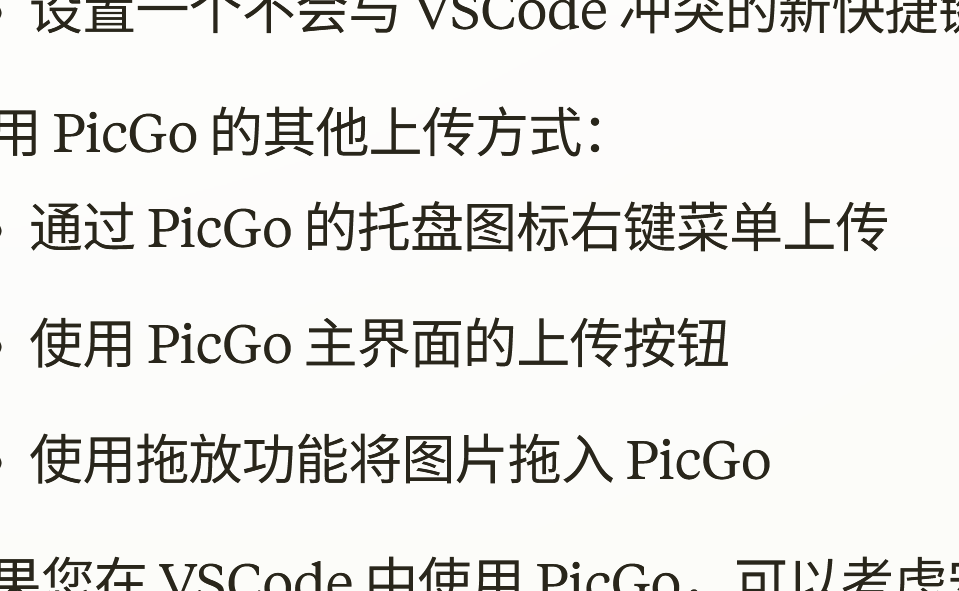 设置一个不会与 VSCode 冲突的新快捷键
用 PicGo 的其他上传方式：
通过 PicGo 的托盘图标右键菜单上传
使用 PicGo 主界面的上传按钮
使用拖放功能将图片拖入 PicGo
果您在 VSCode 中使用 PicGo，可以考虑